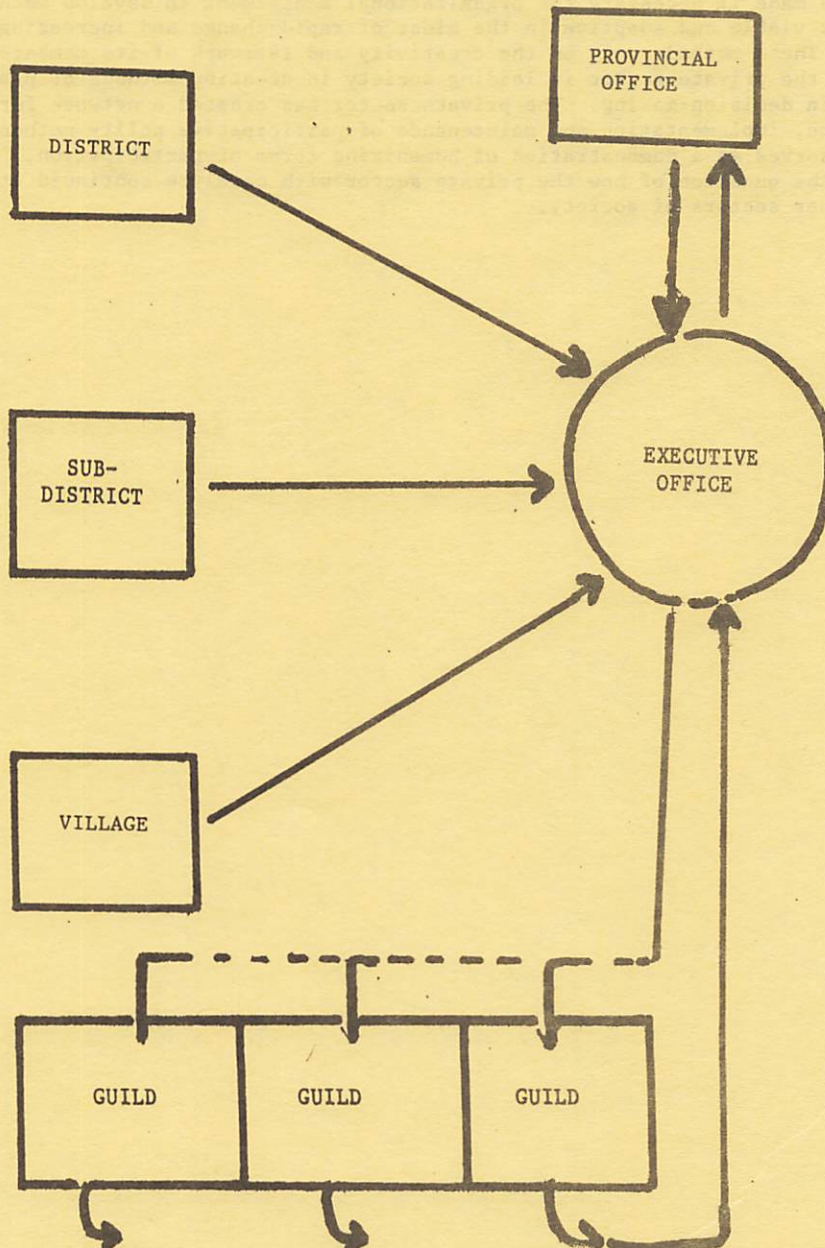 PROVINCIAL
OFFICE
DISTRICT
SUB-
DISTRICT
EXECUTIVE
OFFICE
VILLAGE
GUILD GUILD GUILD